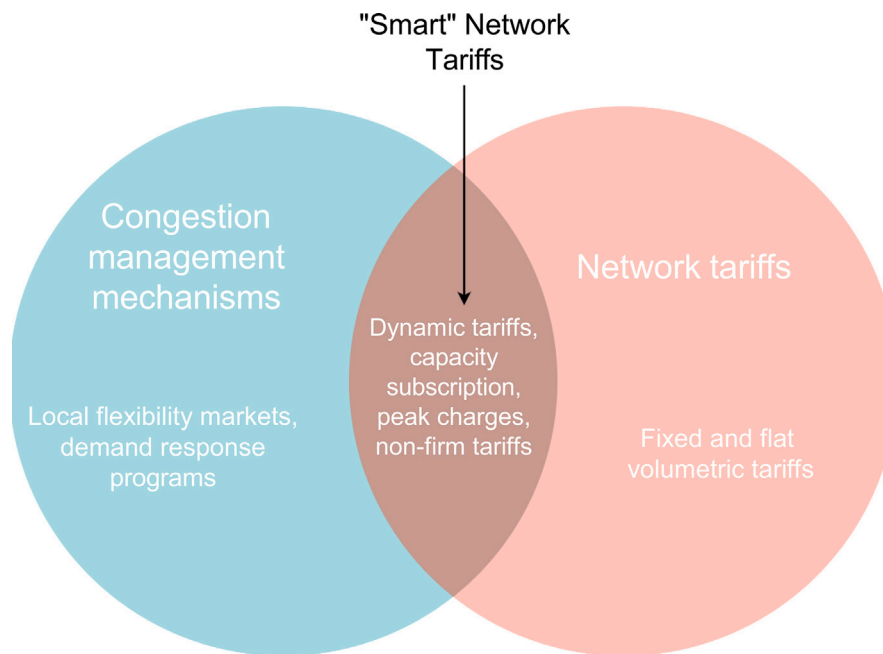 "Smart" Network
Tariffs
Congestion
management
mechanisms
Network tariffs
Dynamic tariffs,
capacity
subscription,
peak charges,
non-firm tariffs
Local flexibility markets,
demand response
programs
Fixed and flat
volumetric tariffs